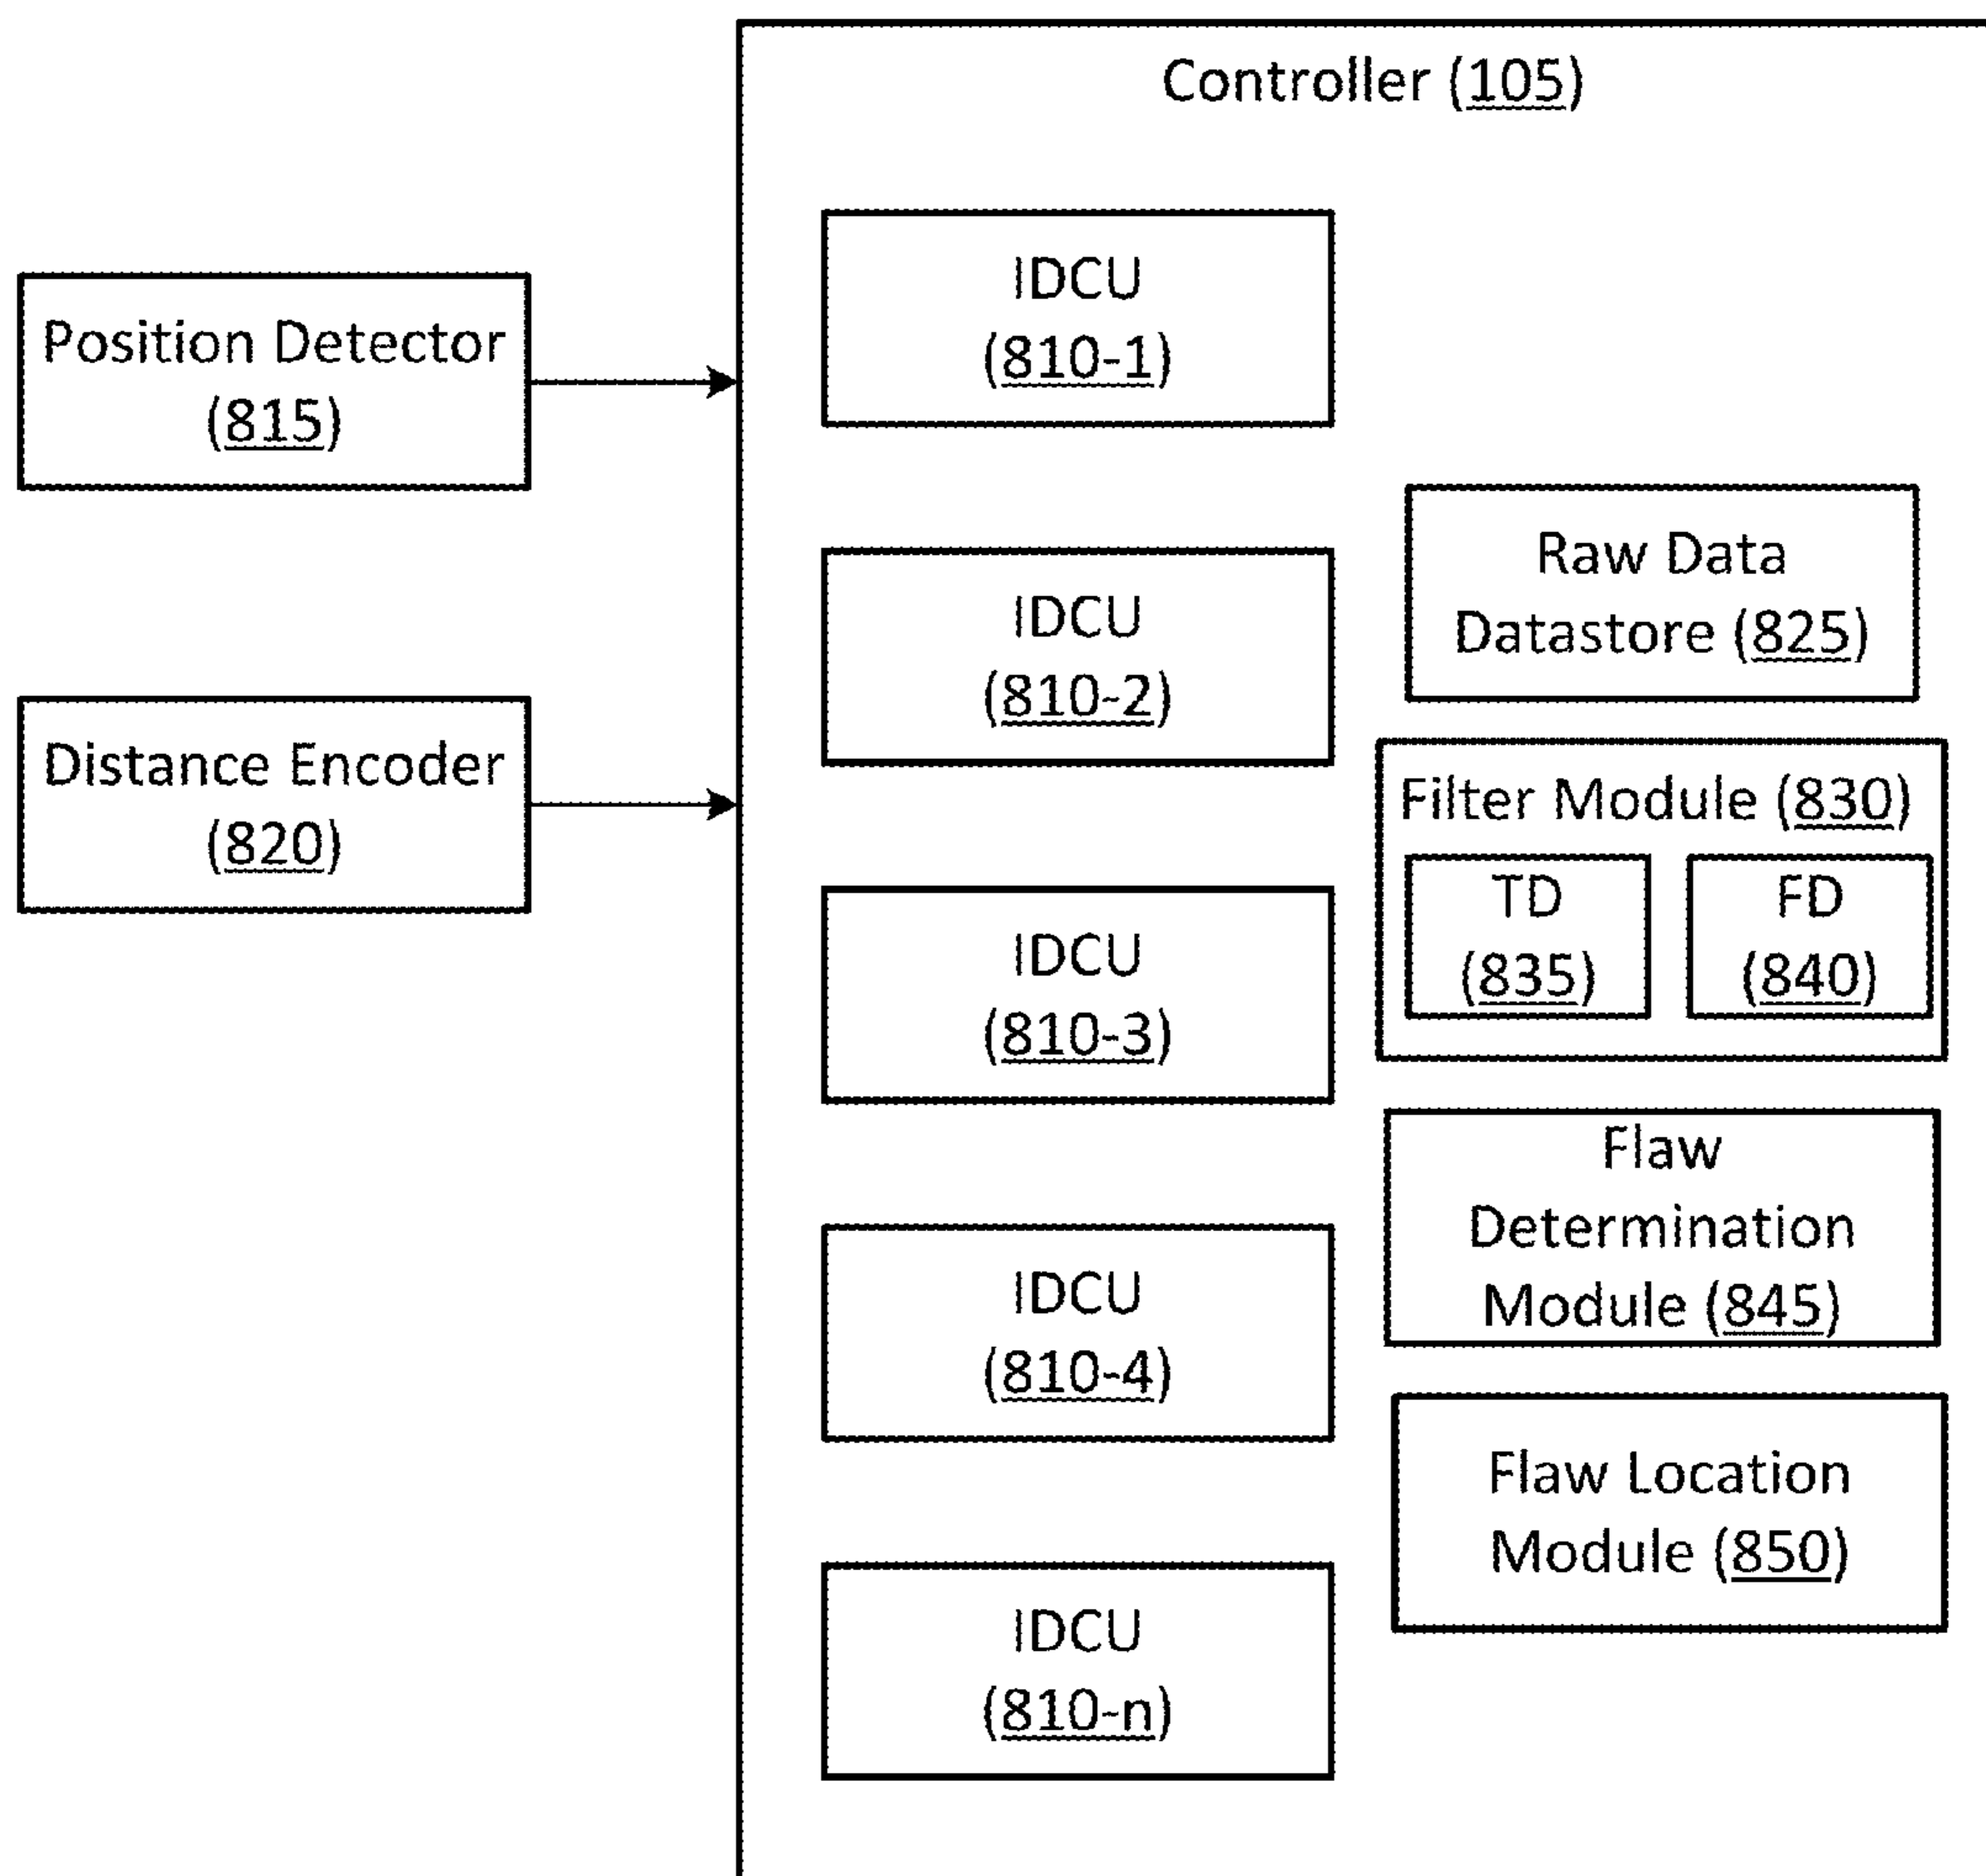 Controller (105)
Position Detector
(815)
Distance Encoder
(820)
IDCU
(810-1)
IDCU
(810-2)
IDCU
(810-3)
IDCU
(810-4)
IDCU
(810-n)
Raw Data
Datastore (825)
Filter Module (830)
TD
(835)
FD
(840)
Flaw
Determination
Module (845)
Flaw Location
Module (850)